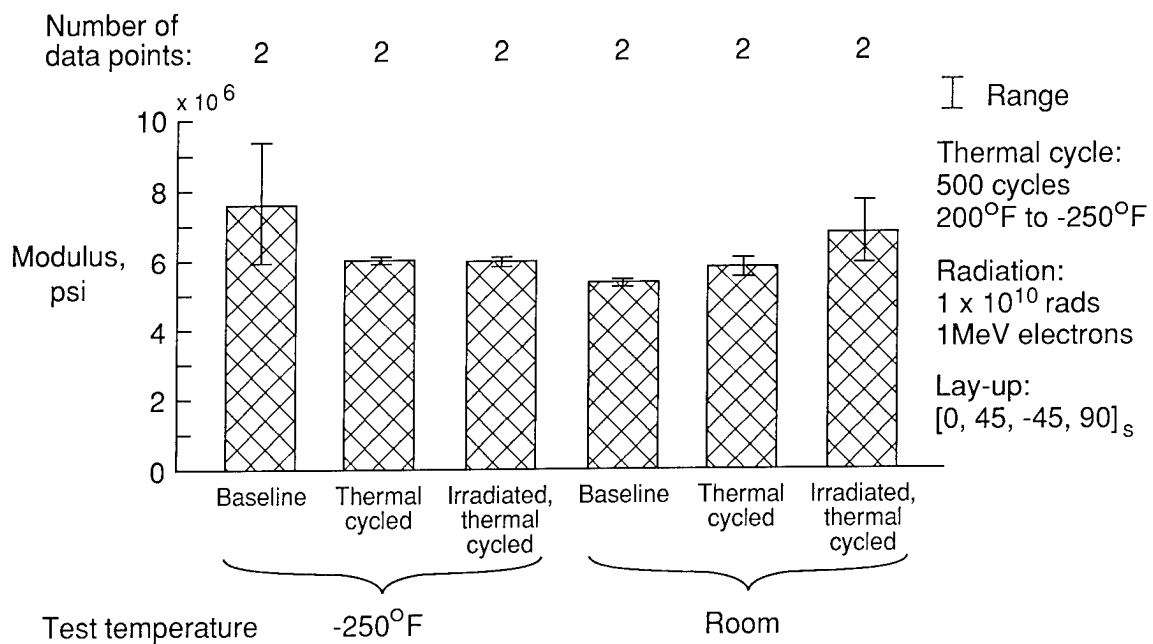 Number of
data points: 2 2 2 2 2 2
x 10⁶
10
8
6
4
2
0
Modulus,
psi
Range
Thermal cycle:
500 cycles
200°F to -250°F
Radiation:
1 x 10¹⁰ rads
1MeV electrons
Lay-up:
[0, 45, -45, 90]ₛ
Baseline
Thermal
cycled
Irradiated,
thermal
cycled
Baseline
Thermal
cycled
Irradiated,
thermal
cycled
Test temperature -250°F Room